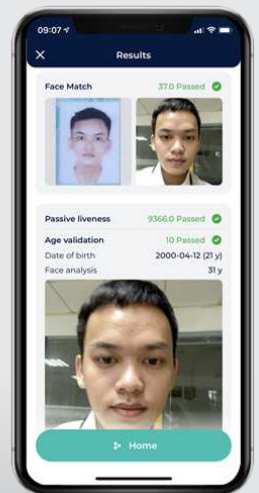 09:07
Results
Face Match 37.0 Passed
Passive liveness 9366.0 Passed
Age validation 10 Passed
Date of birth 2000-04-12 (21 y)
Face analysis 31 y
Home